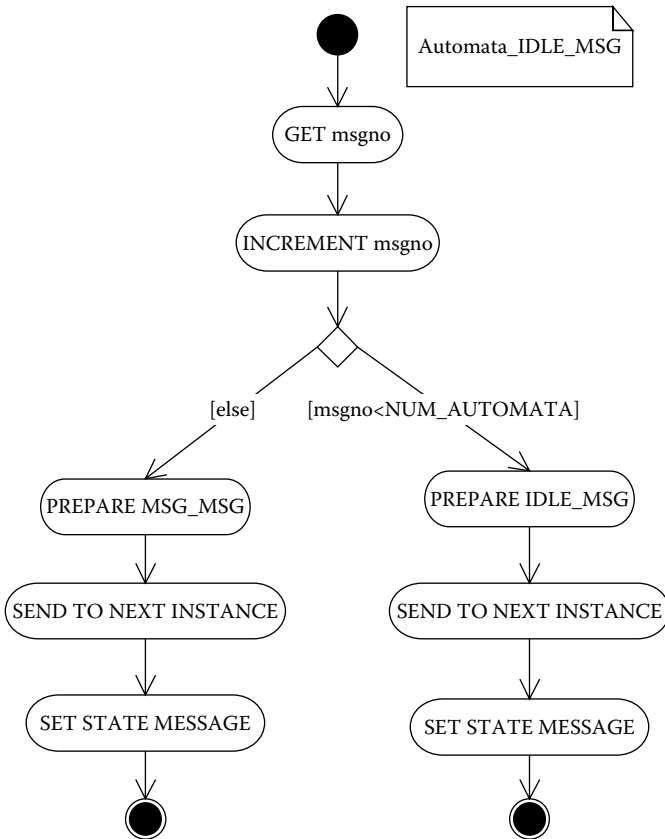 Automata_IDLE_MSG
GET msgno
INCREMENT msgno
[else]
[msgno<NUM_AUTOMATA]
PREPARE MSG_MSG
PREPARE IDLE_MSG
SEND TO NEXT INSTANCE
SEND TO NEXT INSTANCE
SET STATE MESSAGE
SET STATE MESSAGE